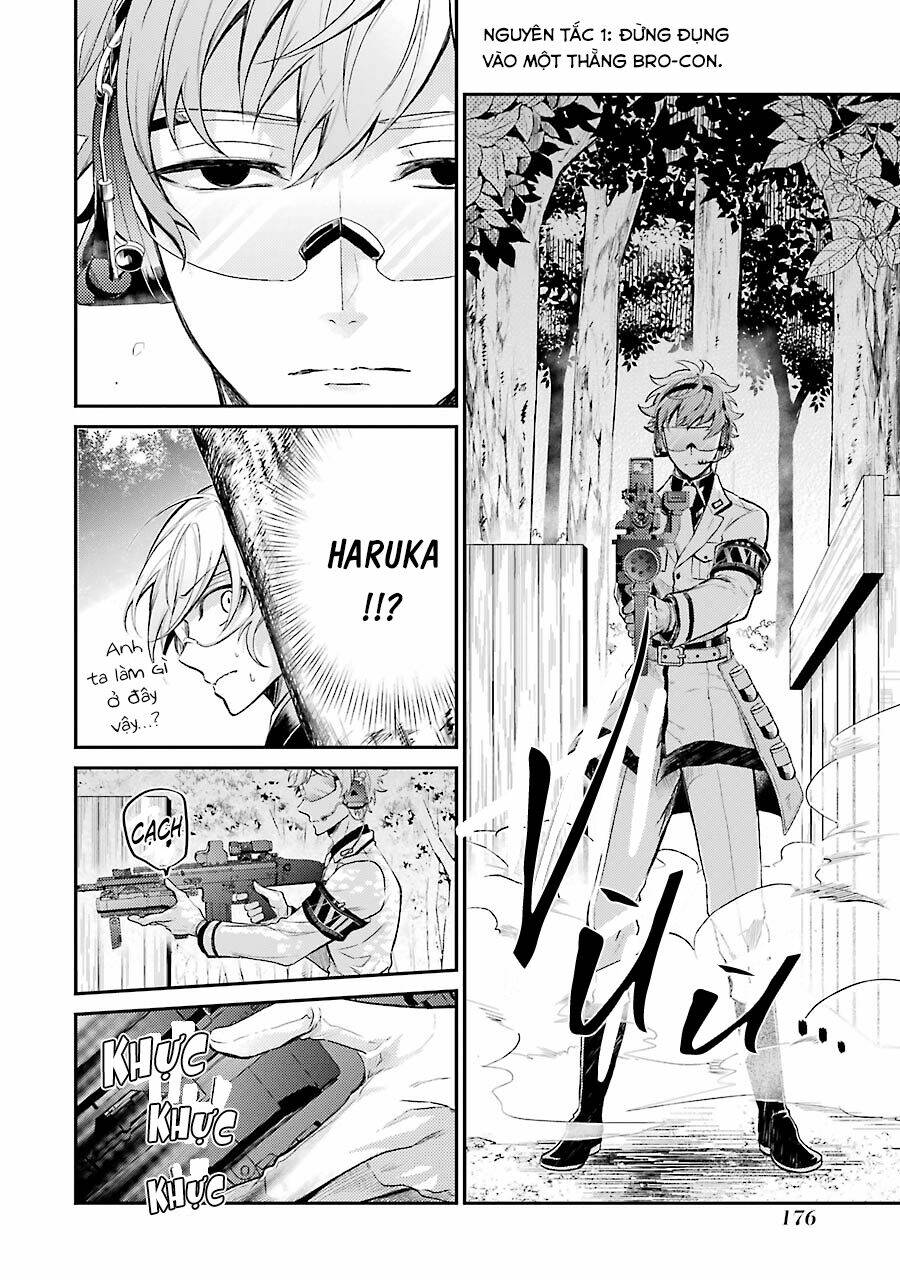 NGUYÊN TẮC 1: ĐỪNG ĐỤNG
VÀO MỘT THẰNG BRO-CON.
VÙ Ù...
HARUKA
!!?
Anh
ta làm gì
ở đây
vậy...?
CẠCH
KHỰC
KHỰC
KHỰC
176